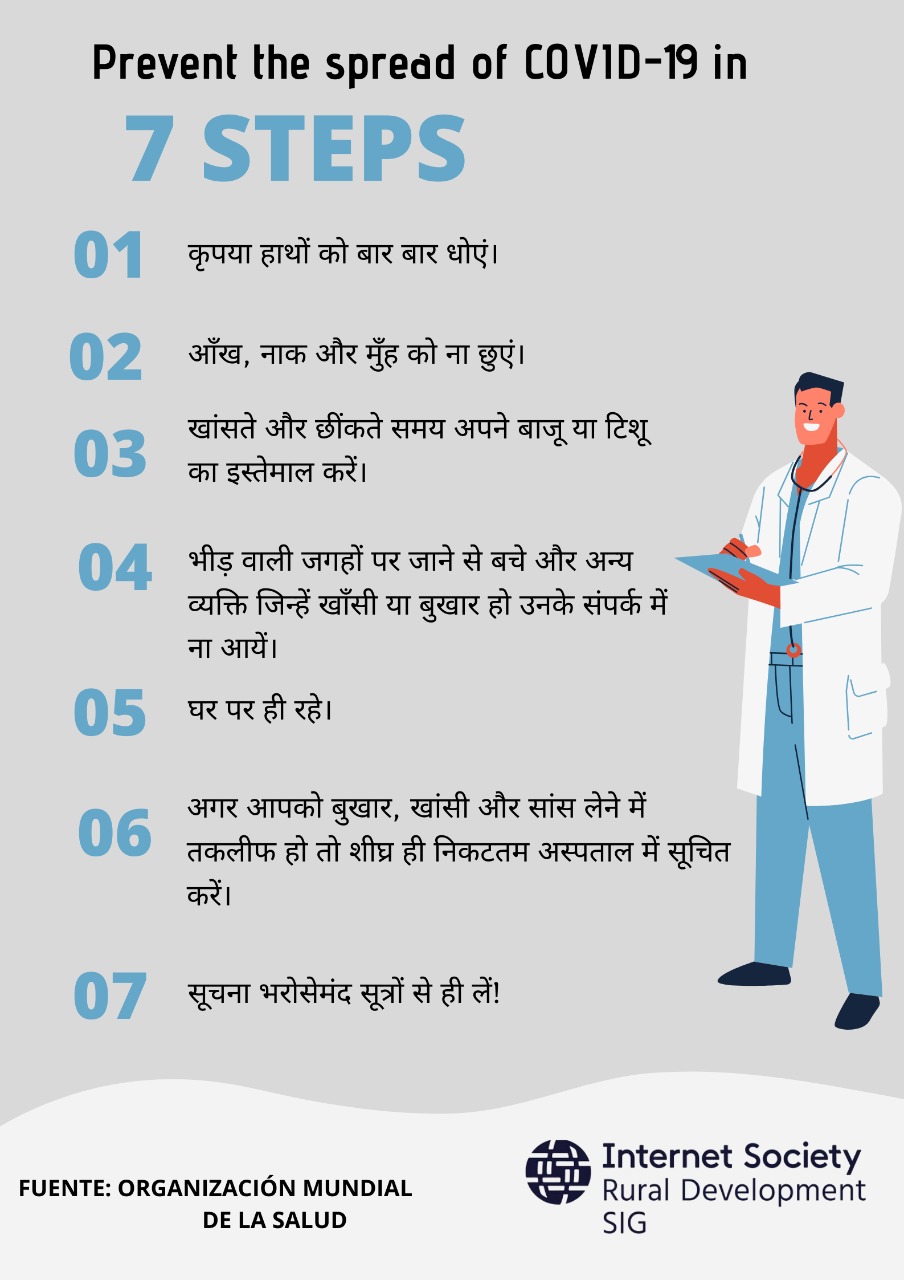 Prevent the spread of COVID-19 in
7 STEPS
01 कृपया हाथों को बार बार धोएं।
02 आँख, नाक और मुँह को ना छुएं।
03 खांसते और छींकते समय अपने बाजू या टिशू
का इस्तेमाल करें।
04 भीड़ वाली जगहों पर जाने से बचे और अन्य
व्यक्ति जिन्हें खाँसी या बुखार हो उनके संपर्क में
ना आयें।
05 घर पर ही रहे।
06 अगर आपको बुखार, खांसी और सांस लेने में
तकलीफ हो तो शीघ्र ही निकटतम अस्पताल में सूचित
करें।
07 सूचना भरोसेमंद सूत्रों से ही लें!
FUENTE: ORGANIZACIÓN MUNDIAL
DE LA SALUD
Internet Society
Rural Development
SIG